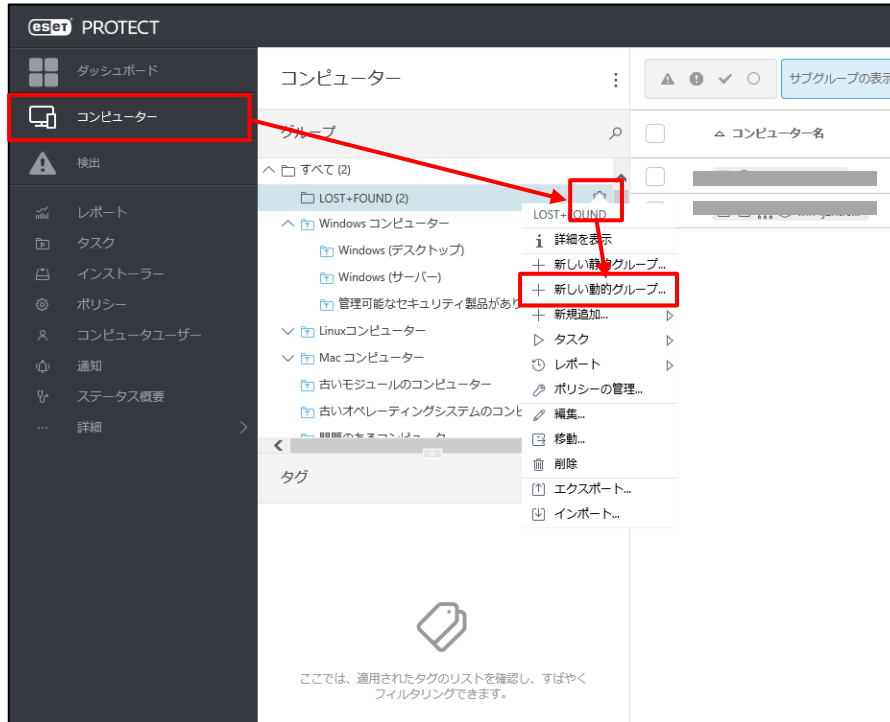 eset PROTECT
ダッシュボード
コンピューター
検出
レポート
タスク
インストーラー
ポリシー
コンピュータユーザー
通知
ステータス概要
詳細
コンピューター
グループ
すべて (2)
LOST+FOUND (2)
Windows コンピューター
Windows (デスクトップ)
Windows (サーバー)
管理可能なセキュリティ製品があり
Linuxコンピューター
Mac コンピューター
古いモジュールのコンピューター
古いオペレーティングシステムのコンピ
タグ
ここでは、適用されたタグのリストを確認し、すばやく
フィルタリングできます。
LOST+FOUND
詳細を表示
新しい静的グループ...
新しい動的グループ...
新規追加...
タスク
レポート
ポリシーの管理...
編集...
移動...
削除
エクスポート...
インポート...
サブグループの表示
コンピューター名